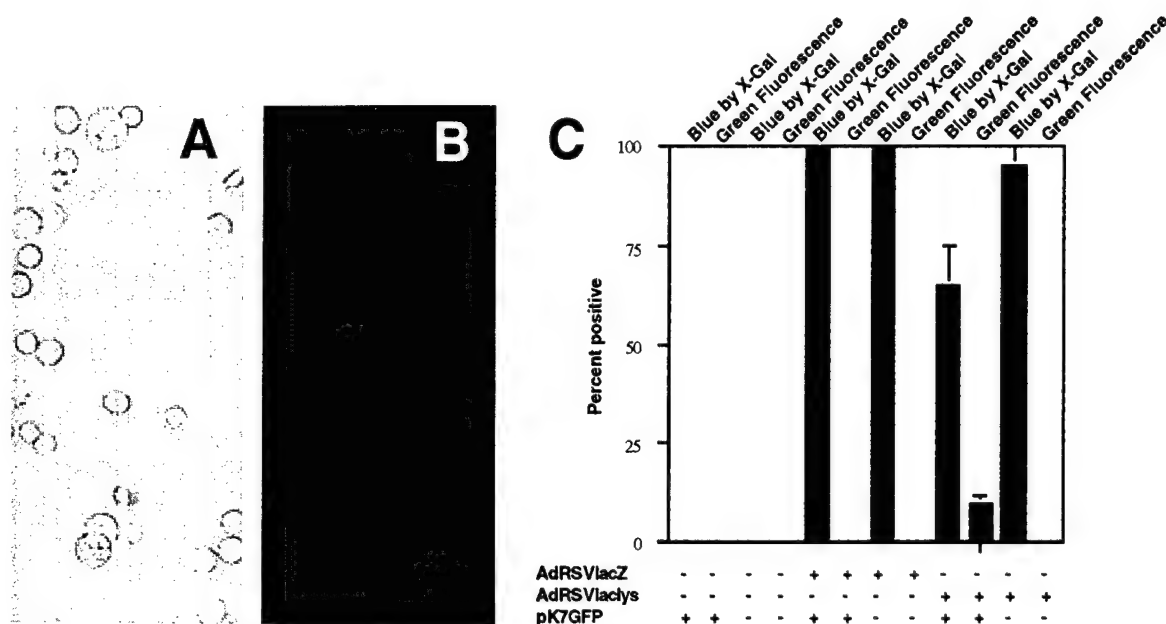 Blue by X-Gal
Green Fluorescence
Blue by X-Gal
Green Fluorescence
Blue by X-Gal
Green Fluorescence
Blue by X-Gal
Green Fluorescence
Blue by X-Gal
Green Fluorescence
Blue by X-Gal
Green Fluorescence
A
B
C
100
75
50
25
0
Percent positive
AdRSVlacZ - - - - + + + + - - - -
AdRSVlaclys - - - - - - - - + + + +
pK7GFP + + - - + + - - + + - -